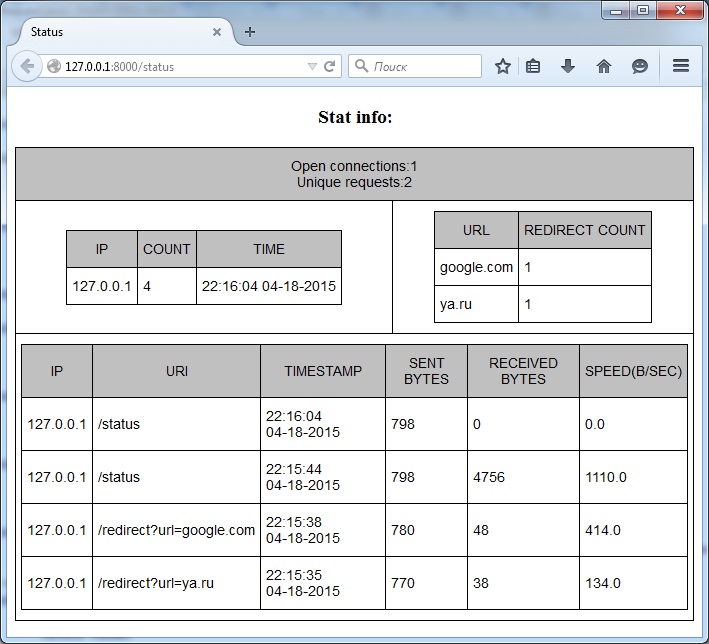 Status
127.0.0.1:8000/status
Поиск
Stat info:
Open connections:1
Unique requests:2
IP COUNT TIME
127.0.0.1 4 22:16:04 04-18-2015
URL REDIRECT COUNT
google.com 1
ya.ru 1
IP URI TIMESTAMP SENT BYTES RECEIVED BYTES SPEED(B/SEC)
127.0.0.1 /status 22:16:04 04-18-2015 798 0 0.0
127.0.0.1 /status 22:15:44 04-18-2015 798 4756 1110.0
127.0.0.1 /redirect?url=google.com 22:15:38 04-18-2015 780 48 414.0
127.0.0.1 /redirect?url=ya.ru 22:15:35 04-18-2015 770 38 134.0